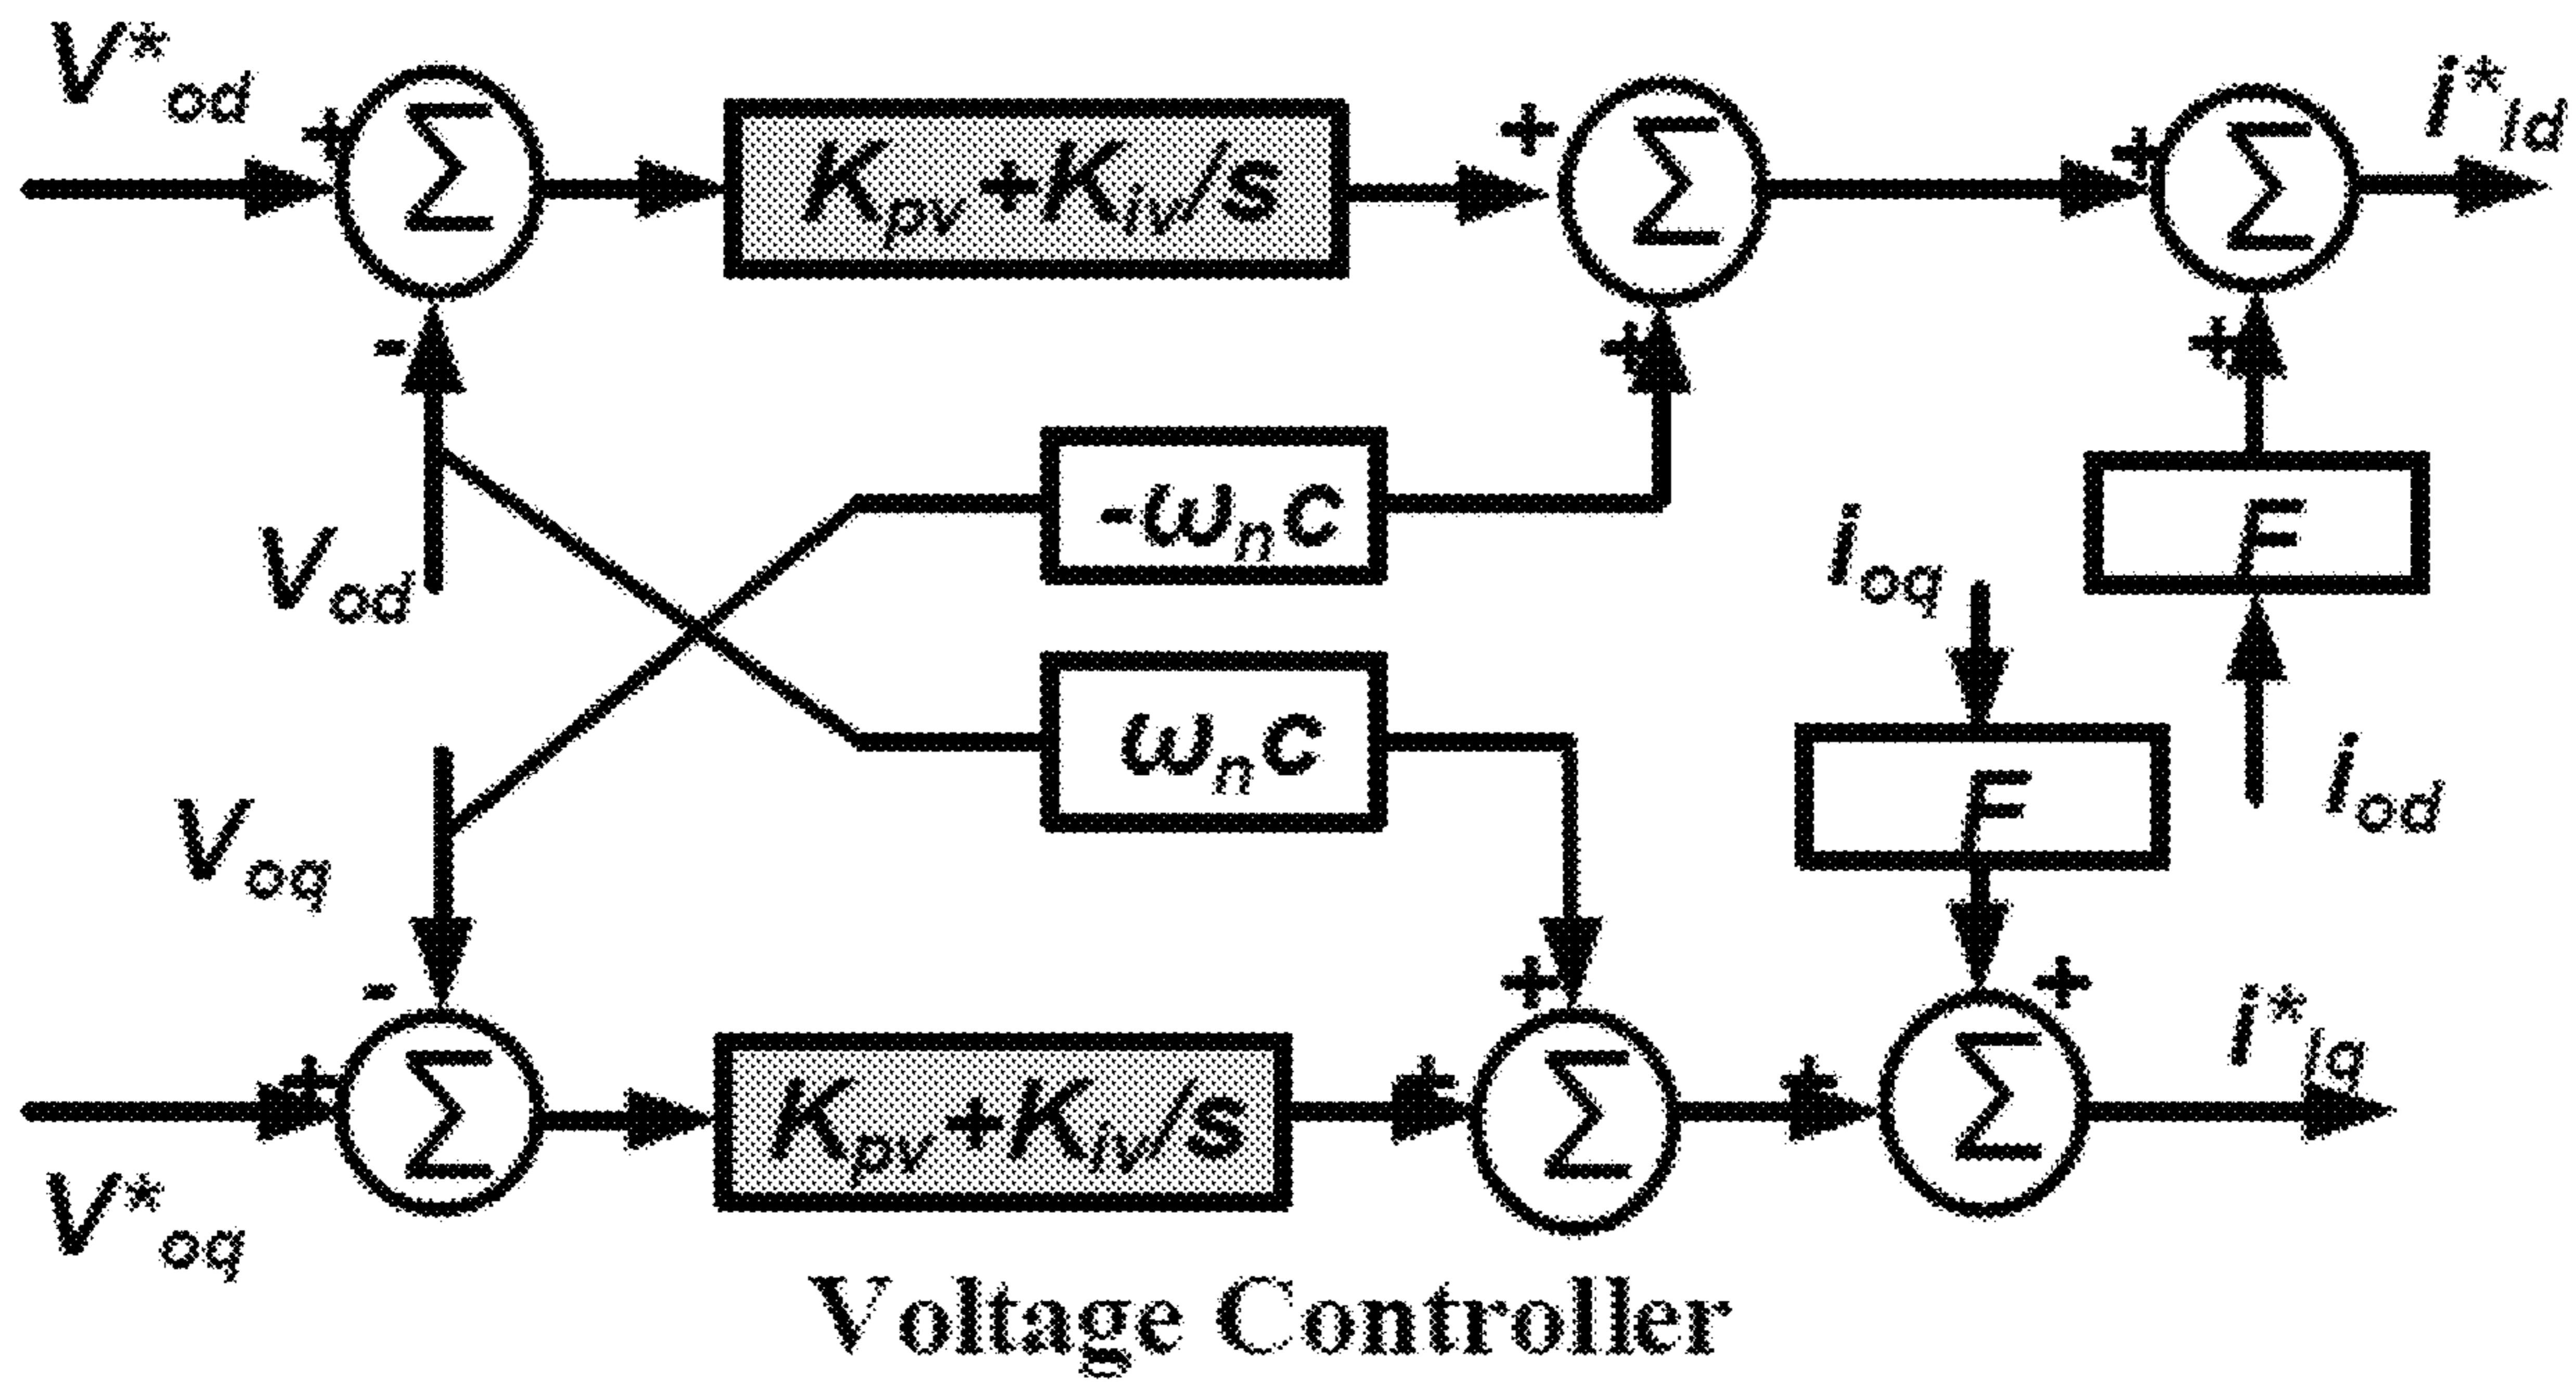 V*od
+
Σ
Kpv+Kiv/s
+
Σ
+
Σ
i*ld
-
+
+
Vod
-ωnc
ioq
F
ωnc
F
iod
Voq
-
+
+
+
Σ
Kpv+Kiv/s
+
Σ
+
Σ
i*lq
V*oq
Voltage Controller